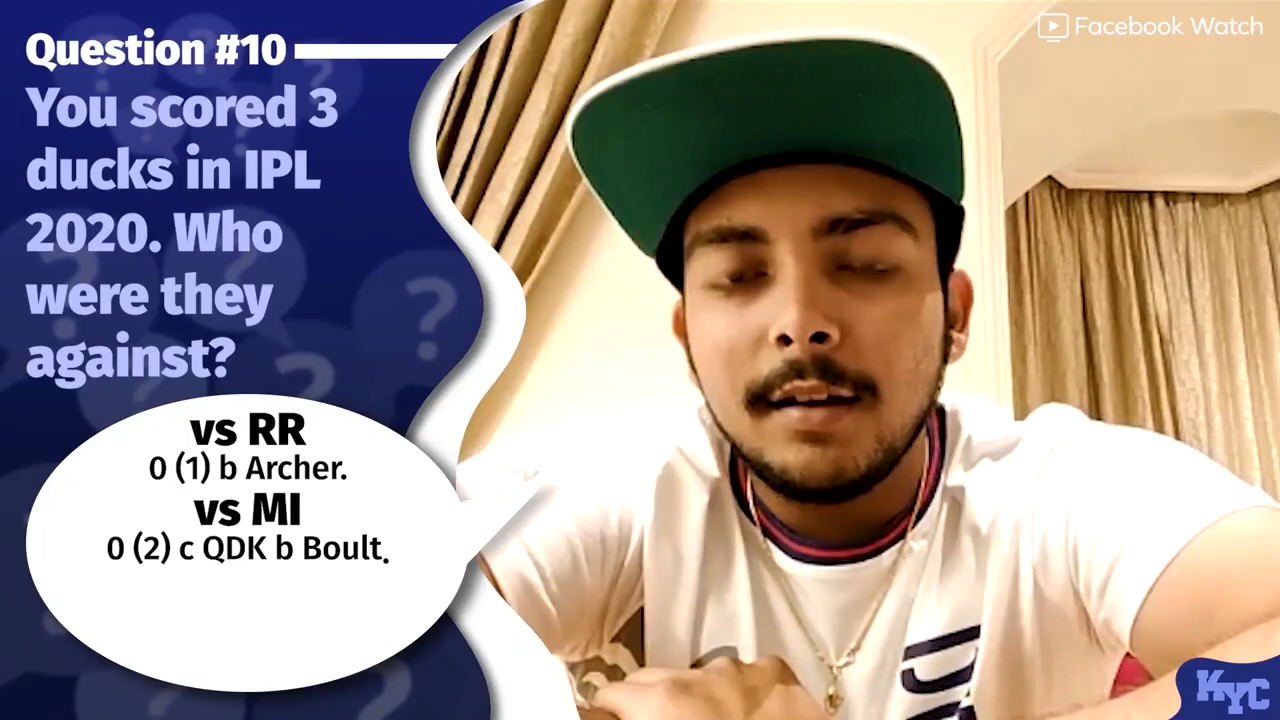 Question #10
You scored 3
ducks in IPL
2020. Who
were they
against?
vs RR
0 (1) b Archer.
vs MI
0 (2) c QDK b Boult.
Facebook Watch
KYC